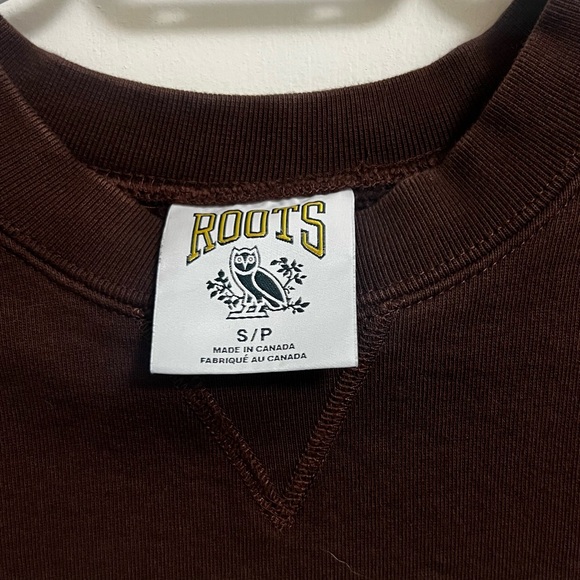 ROOTS
S/P
MADE IN CANADA
FABRIQUÉ AU CANADA